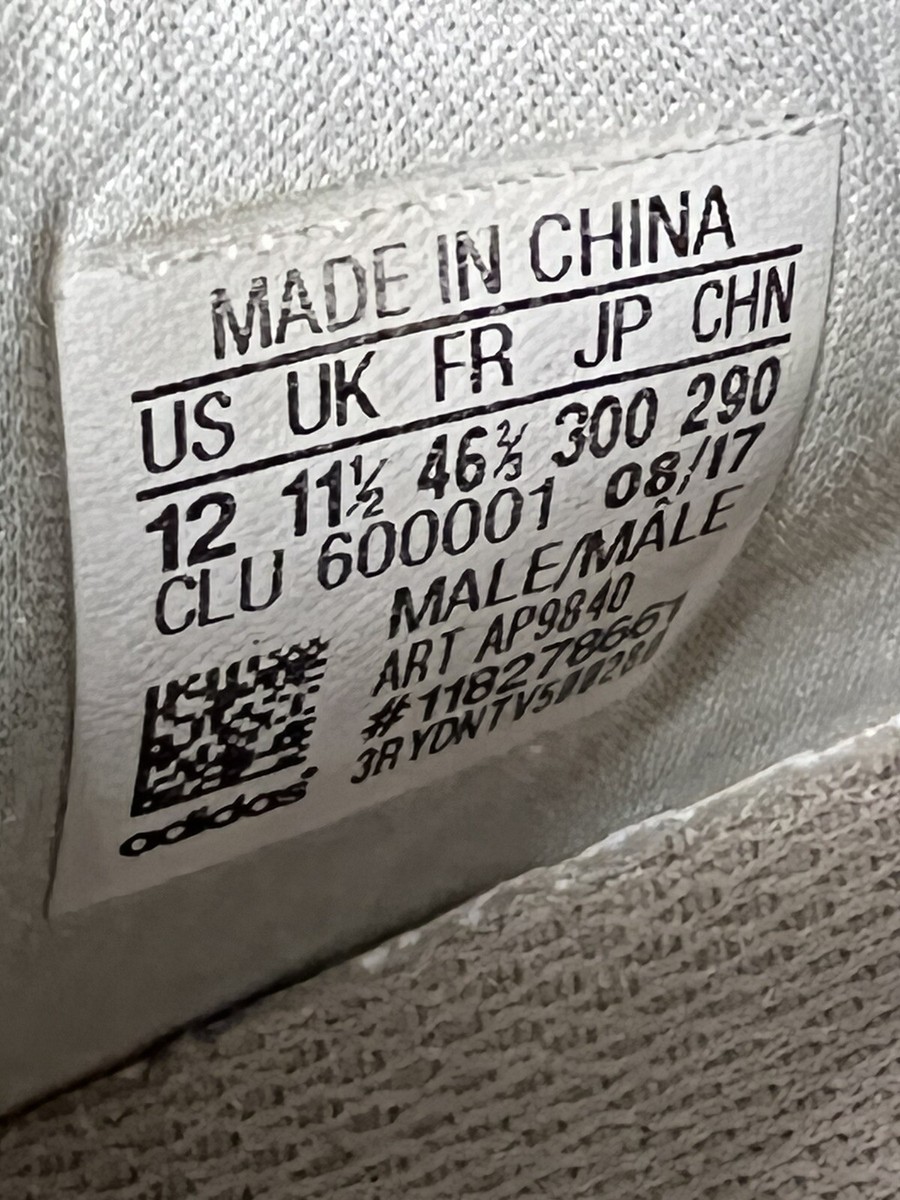 MADE IN CHINA
US UK FR JP CHN
12 11½ 46⅔ 300 290
CLU 600001 08/17
MALE/MÂLE
ART AP9840
#1182786661
adidas